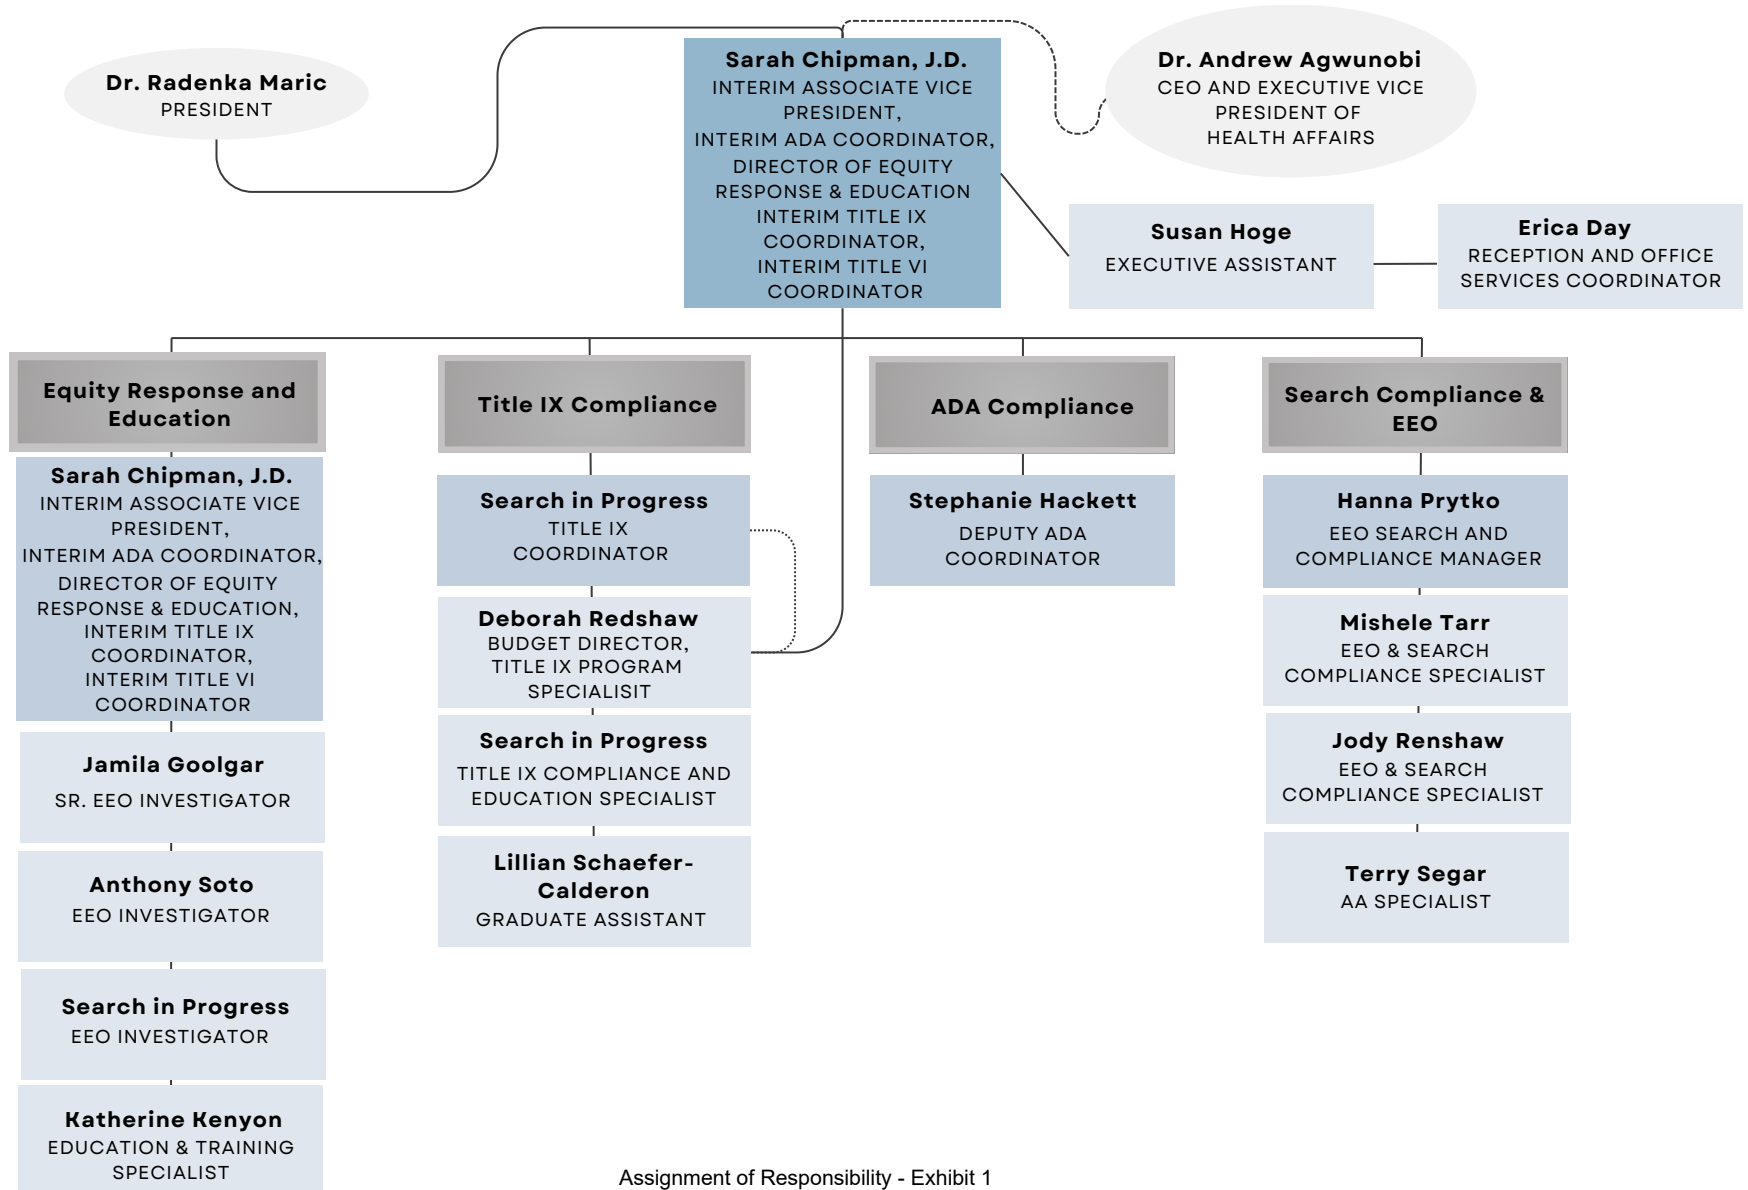 Dr. Radenka Maric
PRESIDENT
Sarah Chipman, J.D.
INTERIM ASSOCIATE VICE
PRESIDENT,
INTERIM ADA COORDINATOR,
DIRECTOR OF EQUITY
RESPONSE & EDUCATION
INTERIM TITLE IX
COORDINATOR,
INTERIM TITLE VI
COORDINATOR
Dr. Andrew Agwunobi
CEO AND EXECUTIVE VICE
PRESIDENT OF
HEALTH AFFAIRS
Susan Hoge
EXECUTIVE ASSISTANT
Erica Day
RECEPTION AND OFFICE
SERVICES COORDINATOR
Equity Response and
Education
Sarah Chipman, J.D.
INTERIM ASSOCIATE VICE
PRESIDENT,
INTERIM ADA COORDINATOR,
DIRECTOR OF EQUITY
RESPONSE & EDUCATION,
INTERIM TITLE IX
COORDINATOR,
INTERIM TITLE VI
COORDINATOR
Jamila Goolgar
SR. EEO INVESTIGATOR
Anthony Soto
EEO INVESTIGATOR
Search in Progress
EEO INVESTIGATOR
Katherine Kenyon
EDUCATION & TRAINING
SPECIALIST
Title IX Compliance
Search in Progress
TITLE IX
COORDINATOR
Deborah Redshaw
BUDGET DIRECTOR,
TITLE IX PROGRAM
SPECIALISIT
Search in Progress
TITLE IX COMPLIANCE AND
EDUCATION SPECIALIST
Lillian Schaefer-
Calderon
GRADUATE ASSISTANT
ADA Compliance
Stephanie Hackett
DEPUTY ADA
COORDINATOR
Search Compliance &
EEO
Hanna Prytko
EEO SEARCH AND
COMPLIANCE MANAGER
Mishele Tarr
EEO & SEARCH
COMPLIANCE SPECIALIST
Jody Renshaw
EEO & SEARCH
COMPLIANCE SPECIALIST
Terry Segar
AA SPECIALIST
Assignment of Responsibility - Exhibit 1